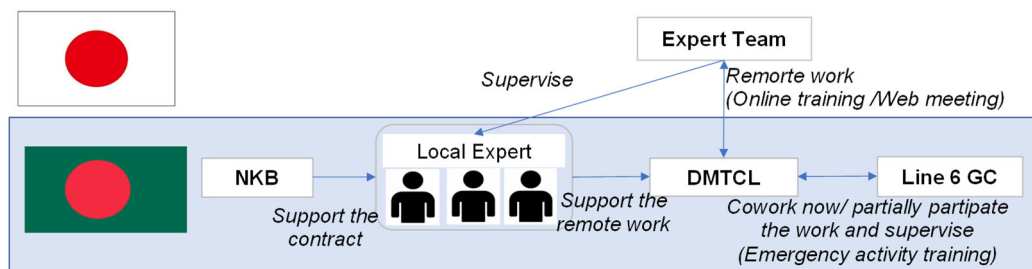 Expert Team
Supervise
Remorte work
(Online training /Web meeting)
Local Expert
NKB
DMTCL
Line 6 GC
Support the
contract
Support the
remote work
Cowork now/ partially partipate
the work and supervise
(Emergency activity training)